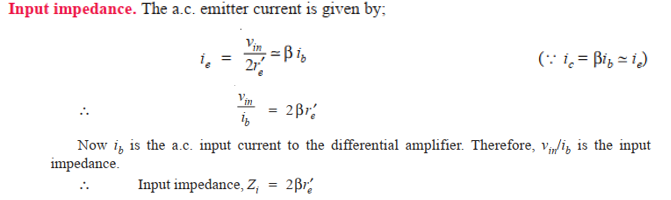 Input impedance. The a.c. emitter current is given by;
i_e = v_in / 2r′_e ≃ β i_b (∵ i_c = βi_b ≃ i_e)
∴ v_in / i_b = 2βr′_e
Now i_b is the a.c. input current to the differential amplifier. Therefore, v_in/i_b is the input
impedance.
∴ Input impedance, Z_i = 2βr′_e